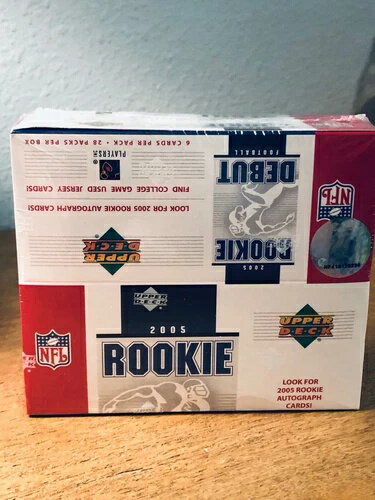 6 CARDS PER PACK • 28 PACKS PER BOX
PLAYERS INC
FIND COLLEGE GAME USED JERSEY CARDS!
LOOK FOR 2005 ROOKIE AUTOGRAPH CARDS!
UPPER
DECK
FOOTBALL
DEBUT
ROOKIE
2005
NFL
NFL
UPPER
DECK
2005
ROOKIE
UPPER
DECK
LOOK FOR
2005 ROOKIE
AUTOGRAPH
CARDS!